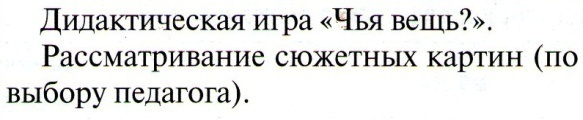 Дидактическая игра «Чья вещь?».
Рассматривание сюжетных картин (по
выбору педагога).